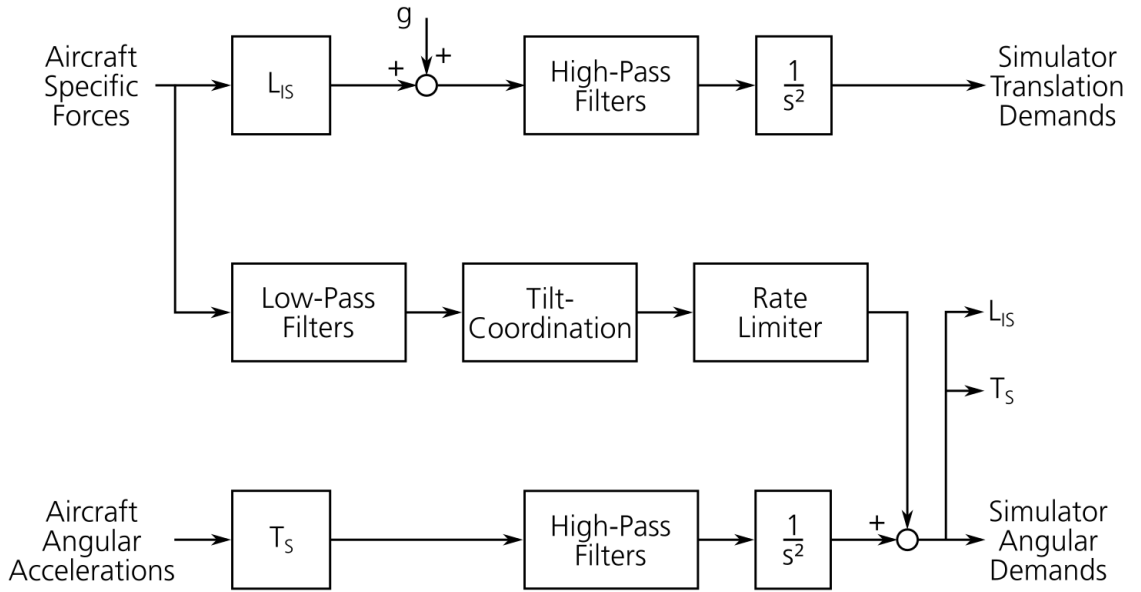 g
Aircraft
Specific
Forces
L_IS
+
+
High-Pass
Filters
1
s²
Simulator
Translation
Demands
Low-Pass
Filters
Tilt-
Coordination
Rate
Limiter
L_IS
T_S
Aircraft
Angular
Accelerations
T_S
High-Pass
Filters
1
s²
+
Simulator
Angular
Demands